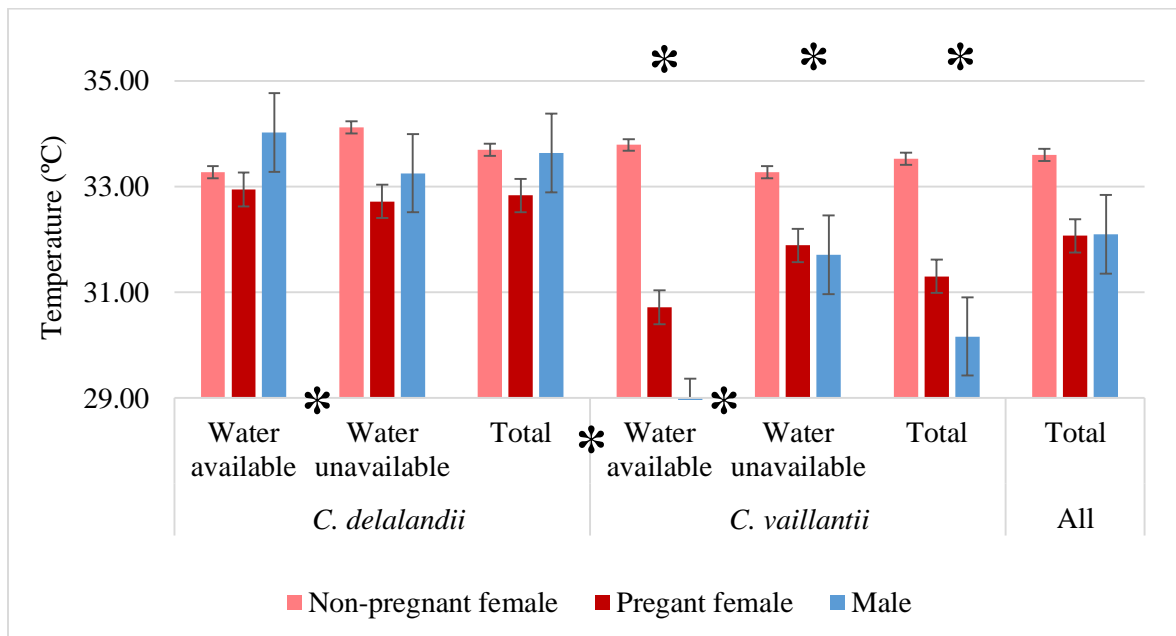 35.00
33.00
31.00
29.00
Temperature (ºC)
Water
available
Water
unavailable
Total
Water
available
Water
unavailable
Total
Total
C. delalandii
C. vaillantii
All
Non-pregnant female
Pregant female
Male